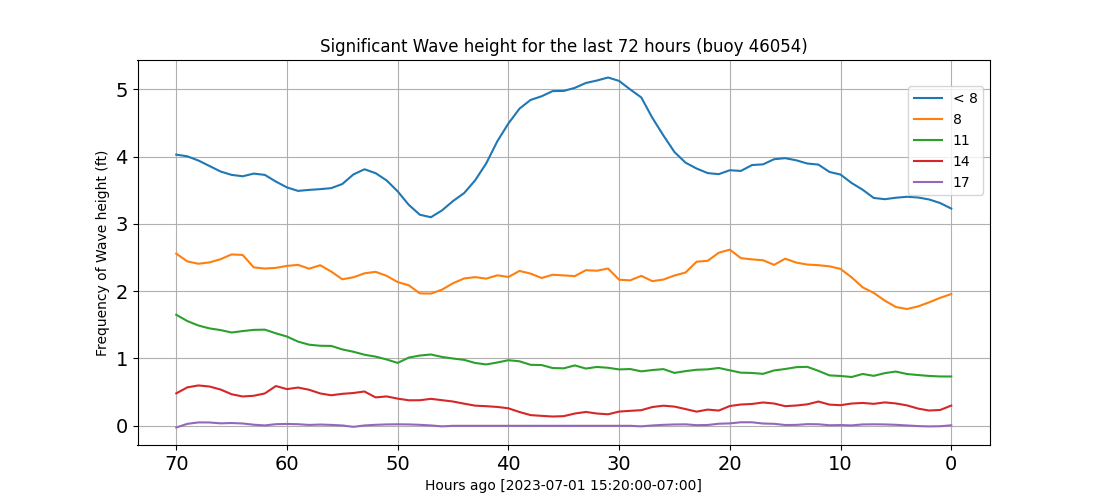 Significant Wave height for the last 72 hours (buoy 46054)
Frequency of Wave height (ft)
5
4
3
2
1
0
< 8
8
11
14
17
70 60 50 40 30 20 10 0
Hours ago [2023-07-01 15:20:00-07:00]